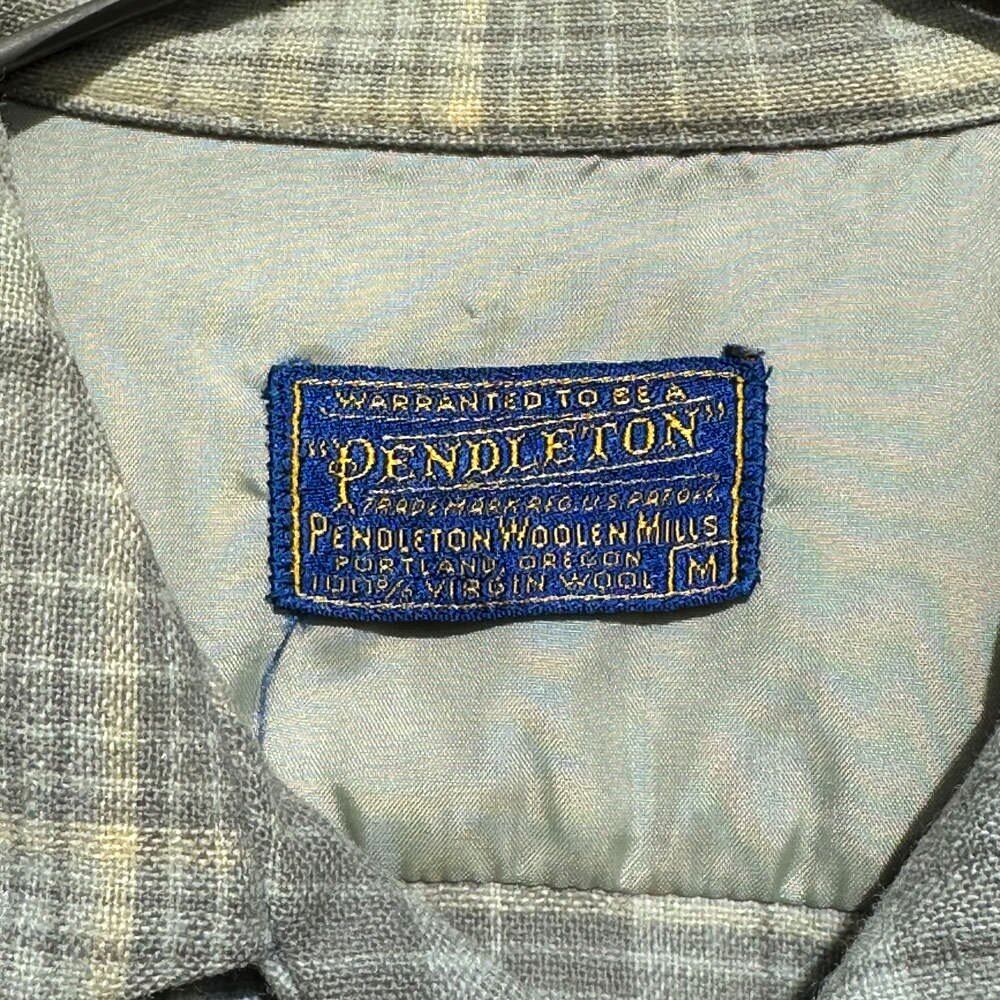 WARRANTED TO BE A
"PENDLETON"
TRADE MARK REG. U.S. PAT. OFF.
PENDLETON WOOLEN MILLS
PORTLAND, OREGON
100% VIRGIN WOOL M